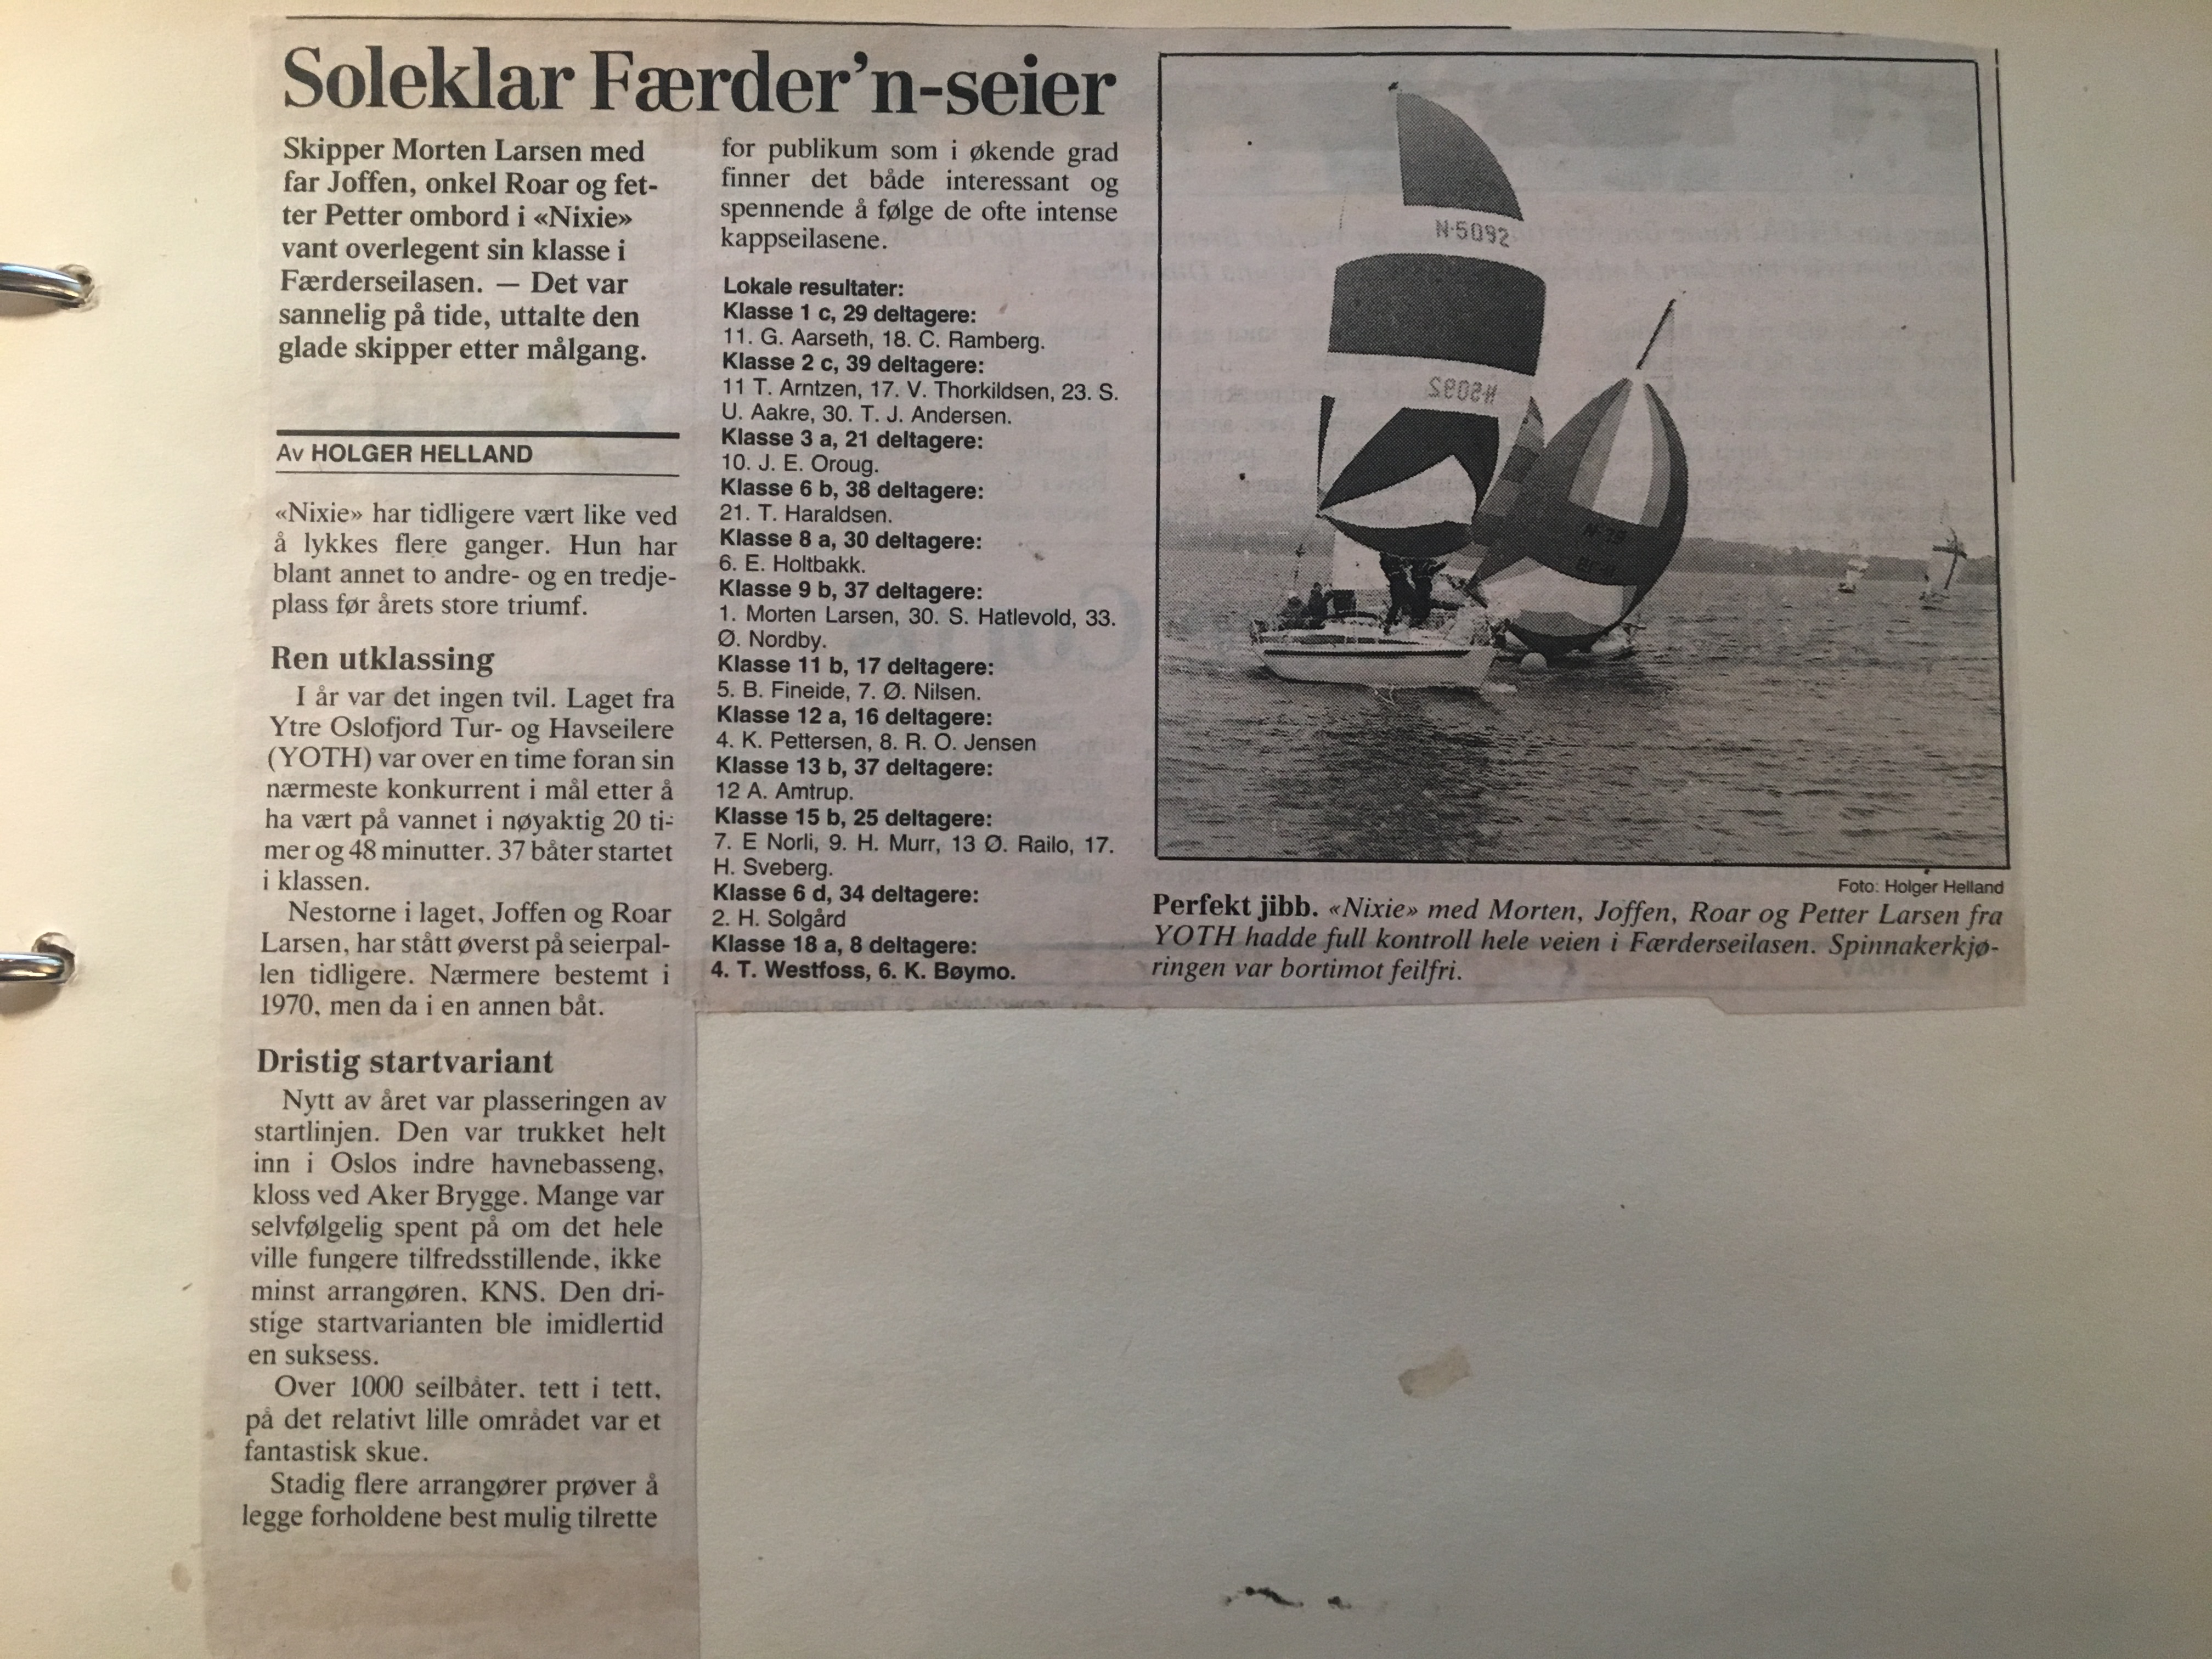 Soleklar Færder'n-seier
Skipper Morten Larsen med
far Joffen, onkel Roar og fet-
ter Petter ombord i «Nixie»
vant overlegent sin klasse i
Færderseilasen. — Det var
sannelig på tide, uttalte den
glade skipper etter målgang.
Av HOLGER HELLAND
«Nixie» har tidligere vært like ved
å lykkes flere ganger. Hun har
blant annet to andre- og en tredje-
plass før årets store triumf.
Ren utklassing
I år var det ingen tvil. Laget fra
Ytre Oslofjord Tur- og Havseilere
(YOTH) var over en time foran sin
nærmeste konkurrent i mål etter å
ha vært på vannet i nøyaktig 20 ti-
mer og 48 minutter. 37 båter startet
i klassen.
Nestorne i laget, Joffen og Roar
Larsen, har stått øverst på seierpal-
len tidligere. Nærmere bestemt i
1970, men da i en annen båt.
Dristig startvariant
Nytt av året var plasseringen av
startlinjen. Den var trukket helt
inn i Oslos indre havnebasseng,
kloss ved Aker Brygge. Mange var
selvfølgelig spent på om det hele
ville fungere tilfredsstillende, ikke
minst arrangøren, KNS. Den dri-
stige startvarianten ble imidlertid
en suksess.
Over 1000 seilbåter, tett i tett,
på det relativt lille området var et
fantastisk skue.
Stadig flere arrangører prøver å
legge forholdene best mulig tilrette
for publikum som i økende grad
finner det både interessant og
spennende å følge de ofte intense
kappseilasene.
Lokale resultater:
Klasse 1 c, 29 deltagere:
11. G. Aarseth, 18. C. Ramberg.
Klasse 2 c, 39 deltagere:
11 T. Arntzen, 17. V. Thorkildsen, 23. S.
U. Aakre, 30. T. J. Andersen.
Klasse 3 a, 21 deltagere:
10. J. E. Oroug.
Klasse 6 b, 38 deltagere:
21. T. Haraldsen.
Klasse 8 a, 30 deltagere:
6. E. Holtbakk.
Klasse 9 b, 37 deltagere:
1. Morten Larsen, 30. S. Hatlevold, 33.
Ø. Nordby.
Klasse 11 b, 17 deltagere:
5. B. Fineide, 7. Ø. Nilsen.
Klasse 12 a, 16 deltagere:
4. K. Pettersen, 8. R. O. Jensen
Klasse 13 b, 37 deltagere:
12 A. Amtrup.
Klasse 15 b, 25 deltagere:
7. E Norli, 9. H. Murr, 13 Ø. Railo, 17.
H. Sveberg.
Klasse 6 d, 34 deltagere:
2. H. Solgård
Klasse 18 a, 8 deltagere:
4. T. Westfoss, 6. K. Bøymo.
N-5092
Foto: Holger Helland
Perfekt jibb. «Nixie» med Morten, Joffen, Roar og Petter Larsen fra
YOTH hadde full kontroll hele veien i Færderseilasen. Spinnakerkjø-
ringen var bortimot feilfri.